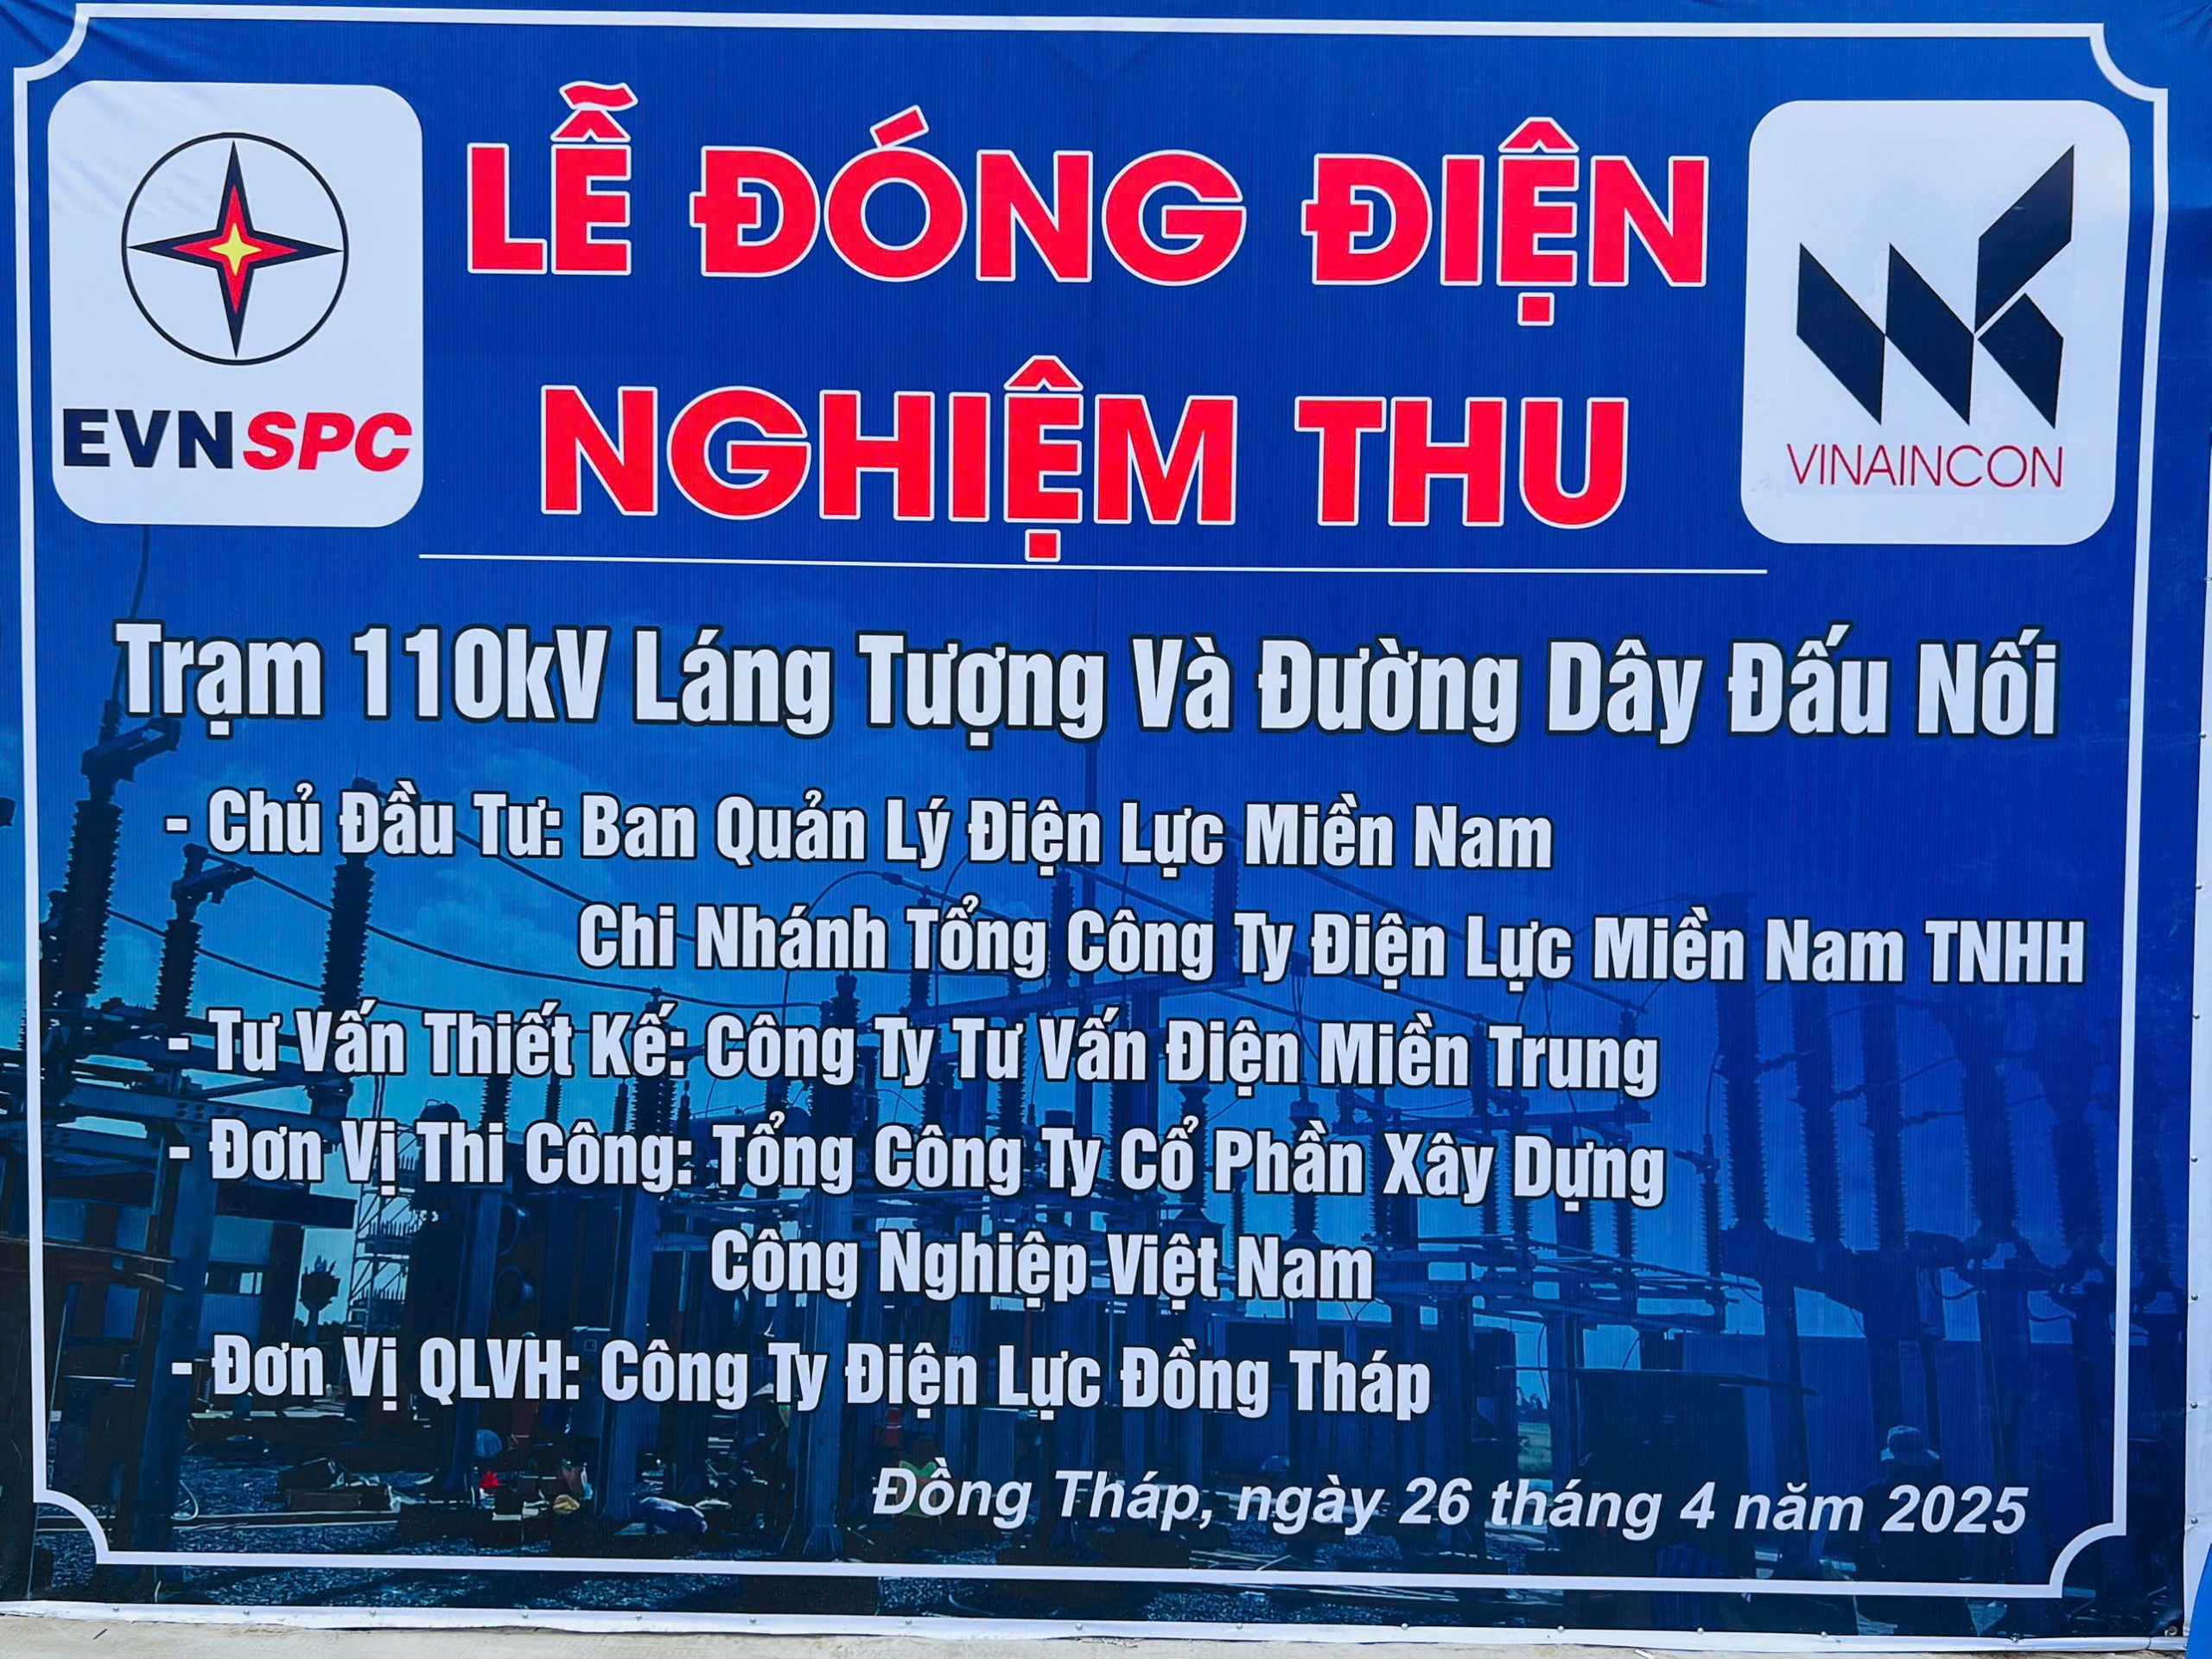 LỄ ĐÓNG ĐIỆN
NGHIỆM THU
EVNSPC
VINAINCON
Trạm 110kV Láng Tượng Và Đường Dây Đấu Nối
- Chủ Đầu Tư: Ban Quản Lý Điện Lực Miền Nam
Chi Nhánh Tổng Công Ty Điện Lực Miền Nam TNHH
- Tư Vấn Thiết Kế: Công Ty Tư Vấn Điện Miền Trung
- Đơn Vị Thi Công: Tổng Công Ty Cổ Phần Xây Dựng
Công Nghiệp Việt Nam
- Đơn Vị QLVH: Công Ty Điện Lực Đồng Tháp
Đồng Tháp, ngày 26 tháng 4 năm 2025